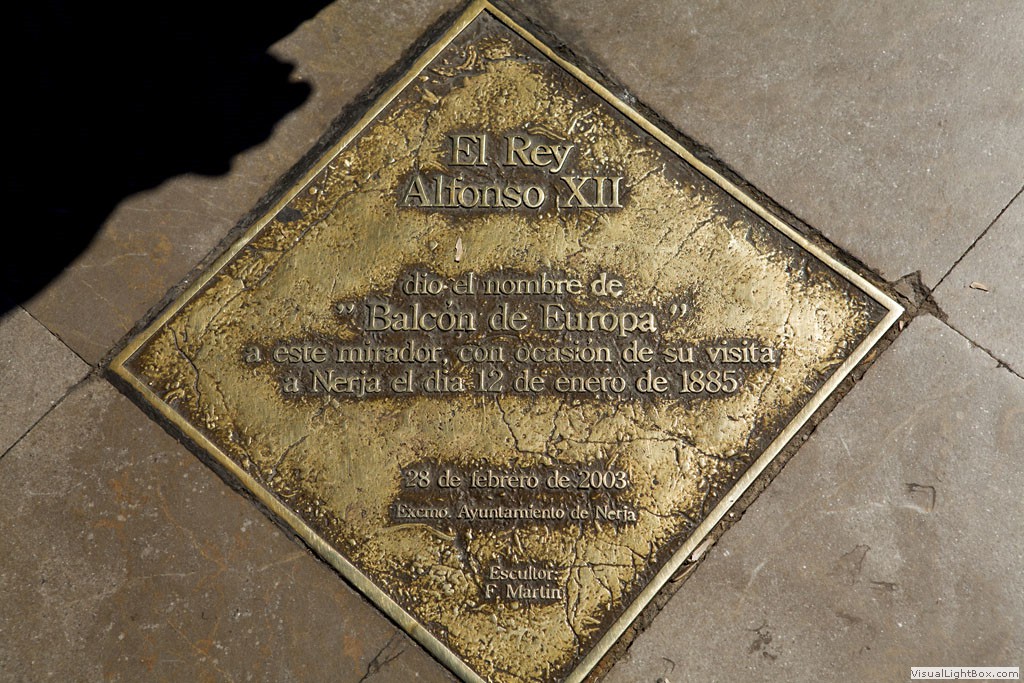 El Rey
Alfonso XII
dio el nombre de
" Balcón de Europa "
a este mirador, con ocasión de su visita
a Nerja el día 12 de enero de 1885
28 de febrero de 2003
Excmo. Ayuntamiento de Nerja
Escultor:
F. Martín
VisualLightBox.com